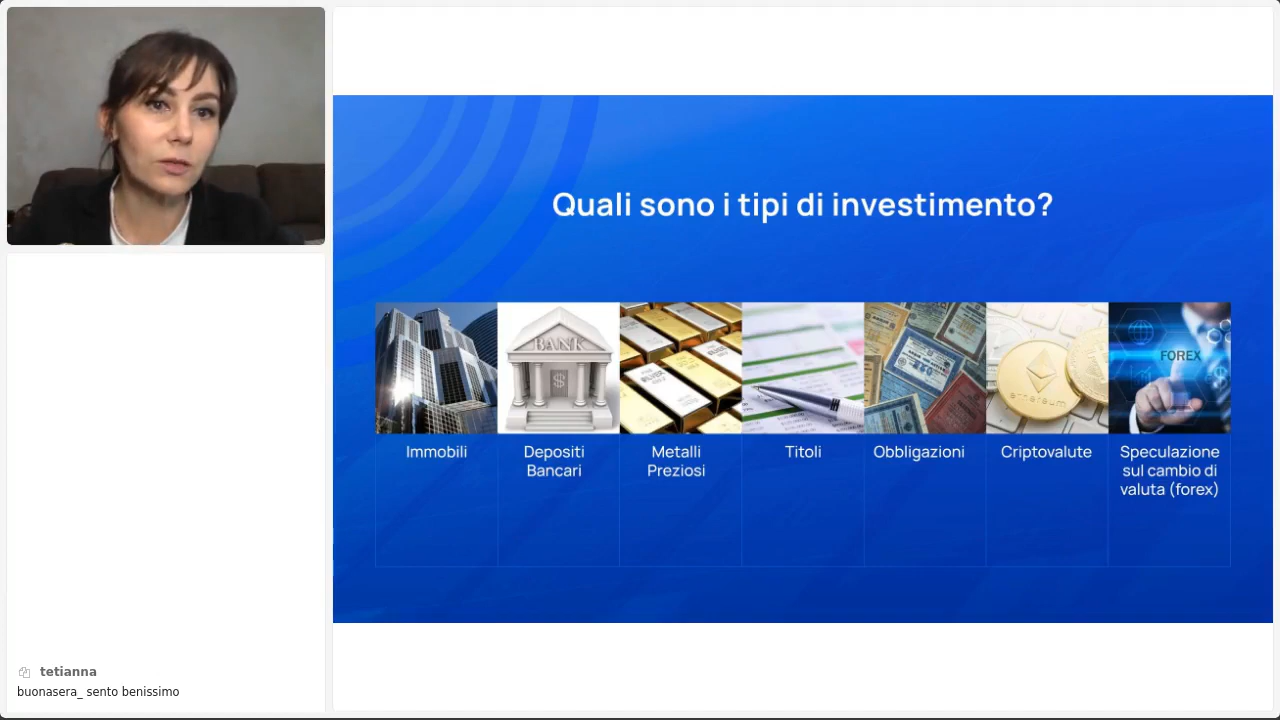 Quali sono i tipi di investimento?
BANK
FOREX
ethereum
Immobili
Depositi
Bancari
Metalli
Preziosi
Titoli
Obbligazioni
Criptovalute
Speculazione
sul cambio di
valuta (forex)
tetianna
buonasera_ sento benissimo